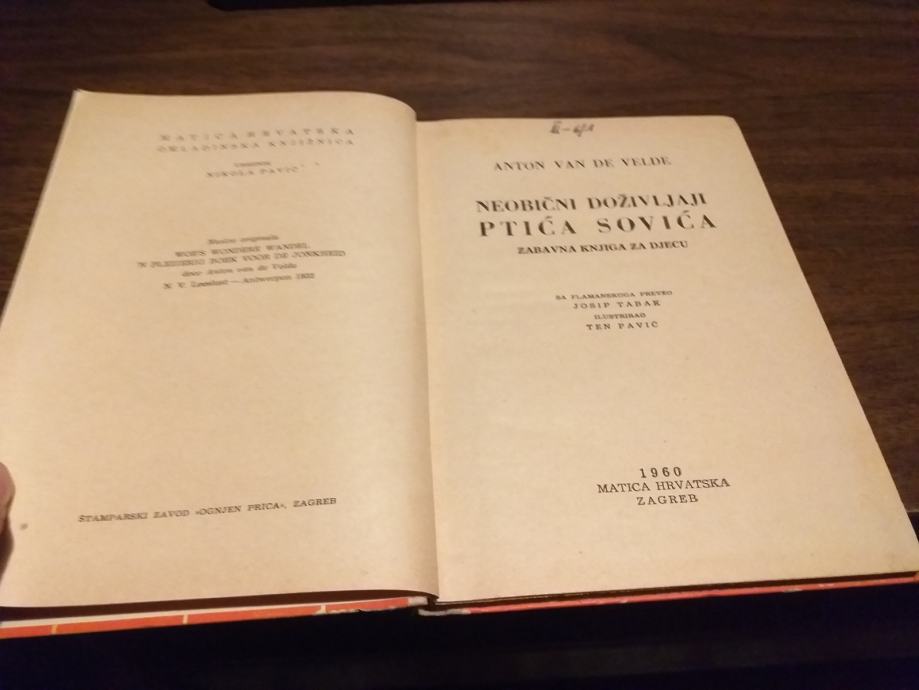 MATICA HRVATSKA
OMLADINSKA KNJIŽNICA
UREDNIK
NIKOLA PAVIĆ
Naslov originala
WOE'S WONDERE WANDEL
'N PLEZIERIG BOEK VOOR DE JONKHEID
door Anton van de Velde
N. V. Leeslust — Antwerpen
ŠTAMPARSKI ZAVOD «OGNJEN PRICA», ZAGREB
ANTON VAN DE VELDE
NEOBIČNI DOŽIVLJAJI
PTIĆA SOVIĆA
ZABAVNA KNJIGA ZA DJECU
SA FLAMANSKOGA PREVEO
JOSIP TABAK
ILUSTRIRAO
TEN PAVIĆ
1960
MATICA HRVATSKA
ZAGREB